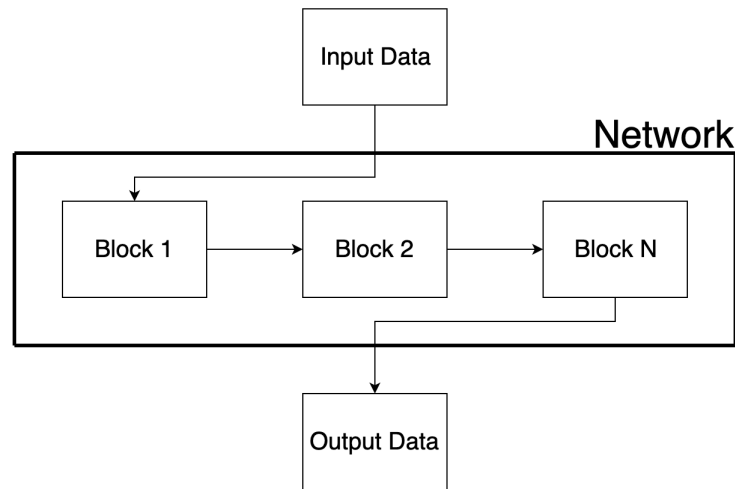 Input Data
Network
Block 1
Block 2
Block N
Output Data